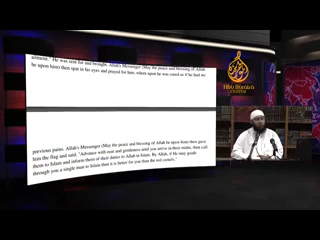 ailment." He was sent for and brought. Allah's Messenger (May the peace and blessing of Allah
be upon him) then spat in his eyes and prayed for him, where upon he was cured as if he had no
previous pains. Allah's Messenger (May the peace and blessing of Allah be upon him) then gave
him the flag and said, "Advance with ease and gentleness until you arrive in their midst, then call
them to Islam and inform them of their duties to Allah in Islam. By Allah, if He may guide
through you a single man to Islam then it is better for you than the red camels."